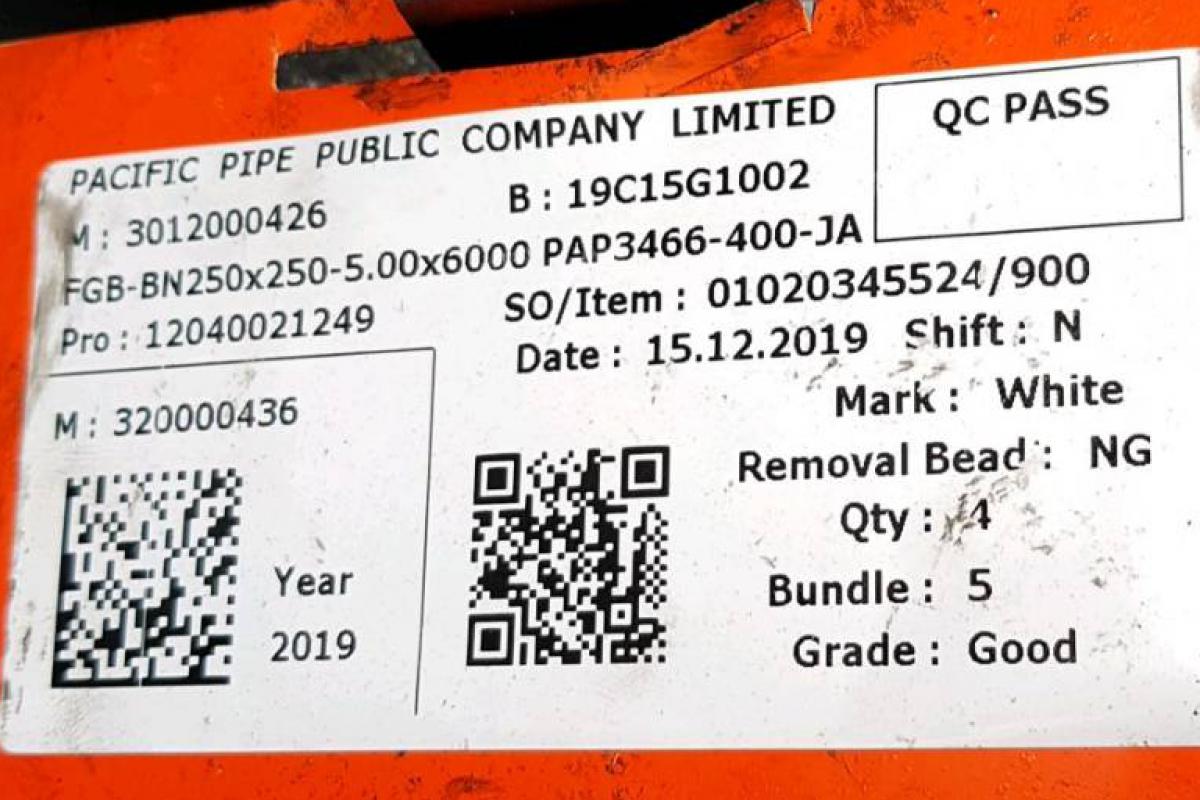 PACIFIC PIPE PUBLIC COMPANY LIMITED
QC PASS
M : 3012000426
B : 19C15G1002
FGB-BN250x250-5.00x6000 PAP3466-400-JA
Pro : 12040021249
SO/Item : 01020345524/900
Date : 15.12.2019 Shift : N
M : 320000436
Mark : White
Removal Bead : NG
Qty : 4
Year
2019
Bundle : 5
Grade : Good